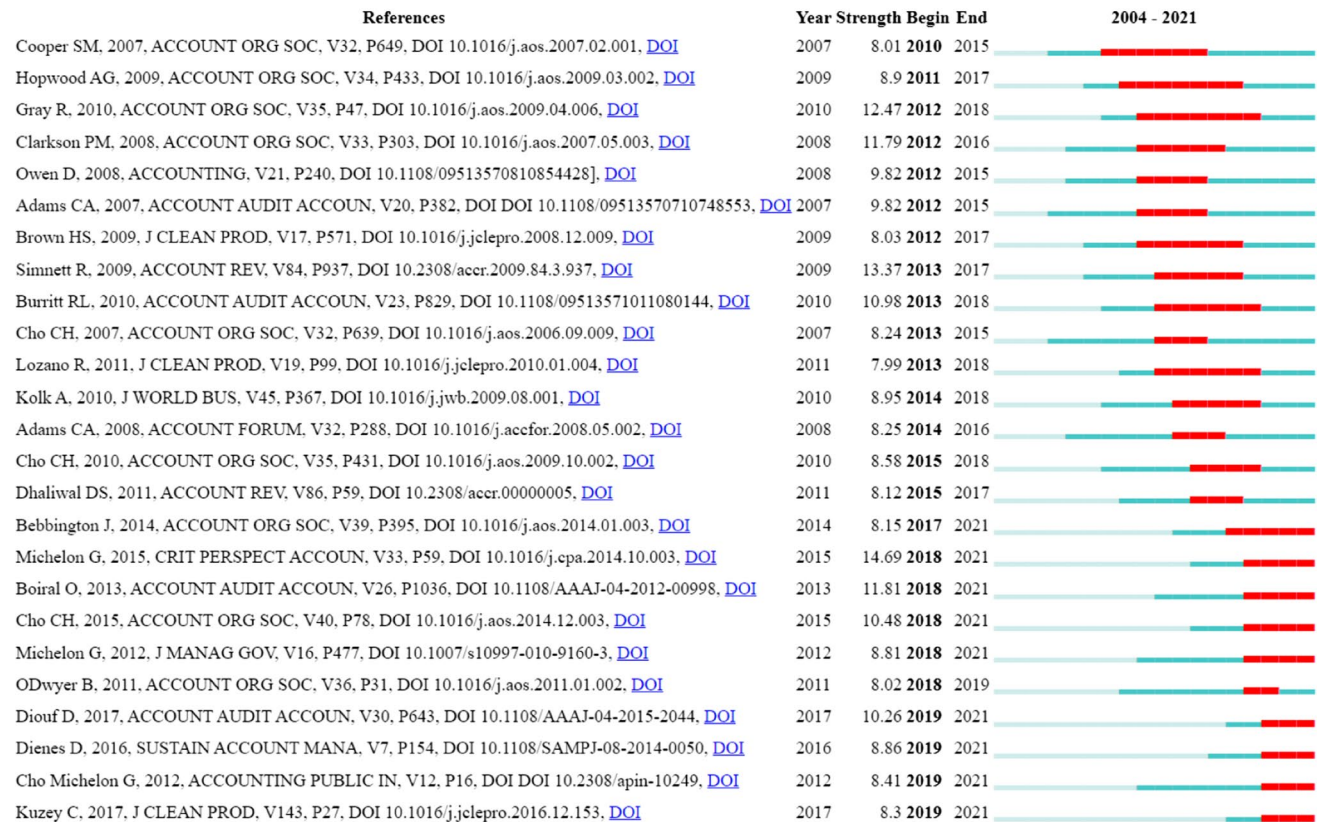 References Year Strength Begin End 2004 - 2021
Cooper SM, 2007, ACCOUNT ORG SOC, V32, P649, DOI 10.1016/j.aos.2007.02.001, DOI 2007 8.01 2010 2015
Hopwood AG, 2009, ACCOUNT ORG SOC, V34, P433, DOI 10.1016/j.aos.2009.03.002, DOI 2009 8.9 2011 2017
Gray R, 2010, ACCOUNT ORG SOC, V35, P47, DOI 10.1016/j.aos.2009.04.006, DOI 2010 12.47 2012 2018
Clarkson PM, 2008, ACCOUNT ORG SOC, V33, P303, DOI 10.1016/j.aos.2007.05.003, DOI 2008 11.79 2012 2016
Owen D, 2008, ACCOUNTING, V21, P240, DOI 10.1108/09513570810854428], DOI 2008 9.82 2012 2015
Adams CA, 2007, ACCOUNT AUDIT ACCOUN, V20, P382, DOI DOI 10.1108/09513570710748553, DOI 2007 9.82 2012 2015
Brown HS, 2009, J CLEAN PROD, V17, P571, DOI 10.1016/j.jclepro.2008.12.009, DOI 2009 8.03 2012 2017
Simnett R, 2009, ACCOUNT REV, V84, P937, DOI 10.2308/accr.2009.84.3.937, DOI 2009 13.37 2013 2017
Burritt RL, 2010, ACCOUNT AUDIT ACCOUN, V23, P829, DOI 10.1108/09513571011080144, DOI 2010 10.98 2013 2018
Cho CH, 2007, ACCOUNT ORG SOC, V32, P639, DOI 10.1016/j.aos.2006.09.009, DOI 2007 8.24 2013 2015
Lozano R, 2011, J CLEAN PROD, V19, P99, DOI 10.1016/j.jclepro.2010.01.004, DOI 2011 7.99 2013 2018
Kolk A, 2010, J WORLD BUS, V45, P367, DOI 10.1016/j.jwb.2009.08.001, DOI 2010 8.95 2014 2018
Adams CA, 2008, ACCOUNT FORUM, V32, P288, DOI 10.1016/j.accfor.2008.05.002, DOI 2008 8.25 2014 2016
Cho CH, 2010, ACCOUNT ORG SOC, V35, P431, DOI 10.1016/j.aos.2009.10.002, DOI 2010 8.58 2015 2018
Dhaliwal DS, 2011, ACCOUNT REV, V86, P59, DOI 10.2308/accr.00000005, DOI 2011 8.12 2015 2017
Bebbington J, 2014, ACCOUNT ORG SOC, V39, P395, DOI 10.1016/j.aos.2014.01.003, DOI 2014 8.15 2017 2021
Michelon G, 2015, CRIT PERSPECT ACCOUN, V33, P59, DOI 10.1016/j.cpa.2014.10.003, DOI 2015 14.69 2018 2021
Boiral O, 2013, ACCOUNT AUDIT ACCOUN, V26, P1036, DOI 10.1108/AAAJ-04-2012-00998, DOI 2013 11.81 2018 2021
Cho CH, 2015, ACCOUNT ORG SOC, V40, P78, DOI 10.1016/j.aos.2014.12.003, DOI 2015 10.48 2018 2021
Michelon G, 2012, J MANAG GOV, V16, P477, DOI 10.1007/s10997-010-9160-3, DOI 2012 8.81 2018 2021
ODwyer B, 2011, ACCOUNT ORG SOC, V36, P31, DOI 10.1016/j.aos.2011.01.002, DOI 2011 8.02 2018 2019
Diouf D, 2017, ACCOUNT AUDIT ACCOUN, V30, P643, DOI 10.1108/AAAJ-04-2015-2044, DOI 2017 10.26 2019 2021
Dienes D, 2016, SUSTAIN ACCOUNT MANA, V7, P154, DOI 10.1108/SAMPJ-08-2014-0050, DOI 2016 8.86 2019 2021
Cho Michelon G, 2012, ACCOUNTING PUBLIC IN, V12, P16, DOI DOI 10.2308/apin-10249, DOI 2012 8.41 2019 2021
Kuzey C, 2017, J CLEAN PROD, V143, P27, DOI 10.1016/j.jclepro.2016.12.153, DOI 2017 8.3 2019 2021